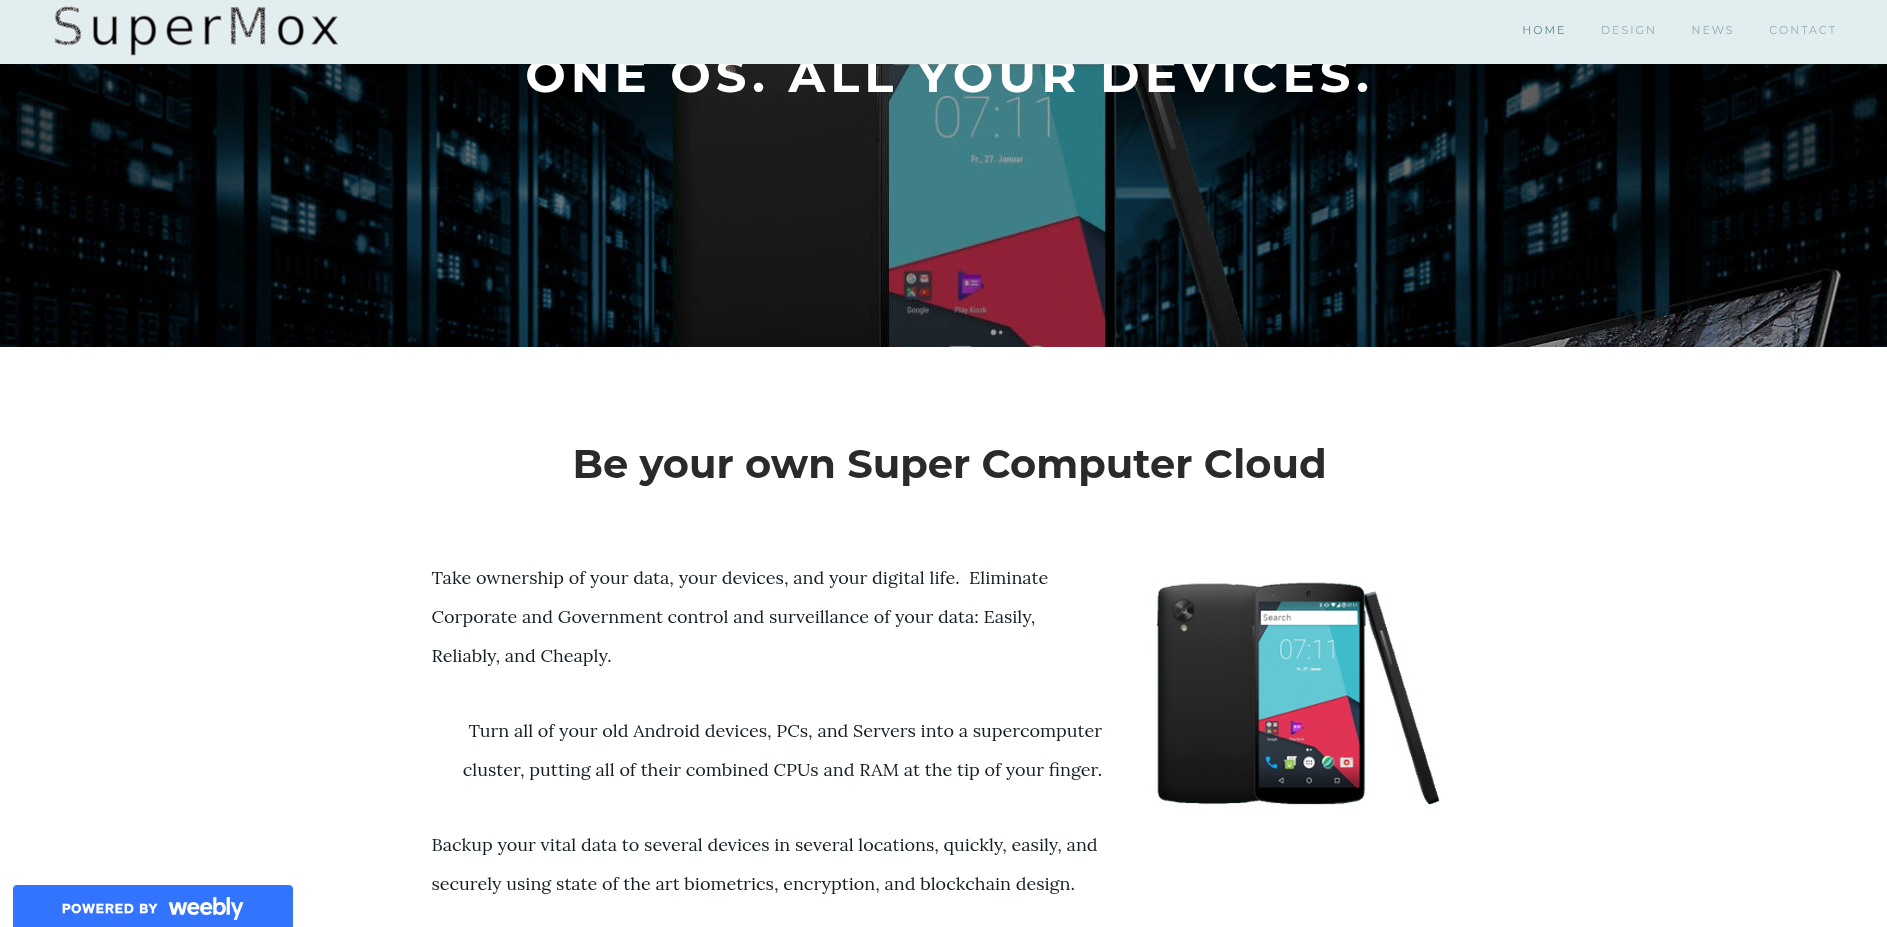 SuperMox
HOME DESIGN NEWS CONTACT
ONE OS. ALL YOUR DEVICES.
07:11
Fr., 27. Januar
Google Play Kiosk
Be your own Super Computer Cloud
Take ownership of your data, your devices, and your digital life.  Eliminate
Corporate and Government control and surveillance of your data: Easily,
Reliably, and Cheaply.
Search
07:11
Turn all of your old Android devices, PCs, and Servers into a supercomputer
cluster, putting all of their combined CPUs and RAM at the tip of your finger.
Backup your vital data to several devices in several locations, quickly, easily, and
securely using state of the art biometrics, encryption, and blockchain design.
POWERED BY weebly